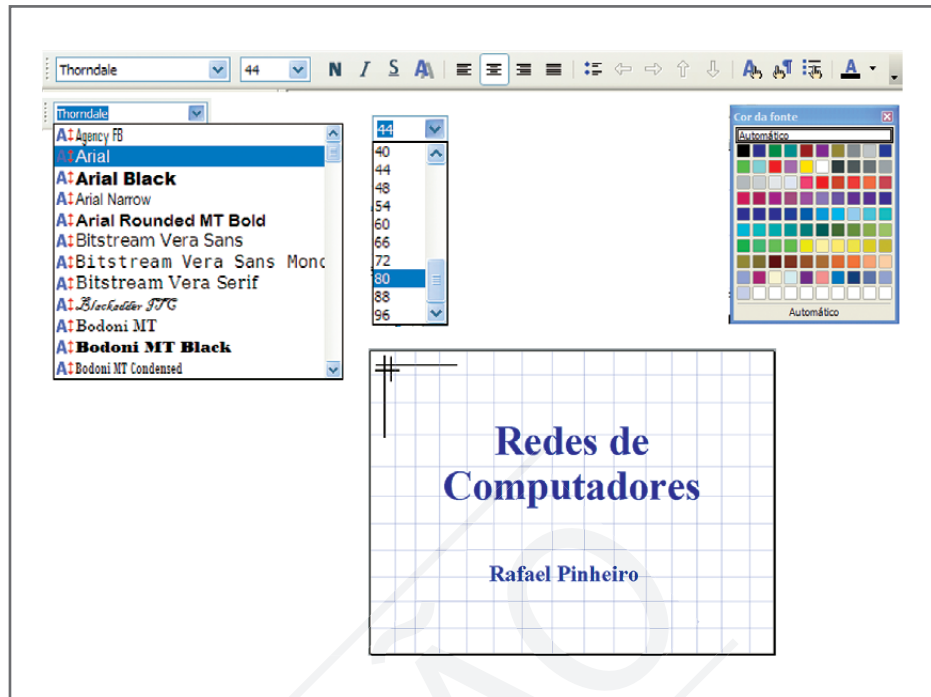 Thorndale 44 N I S A A
Thorndale
Agency FB
Arial
Arial Black
Arial Narrow
Arial Rounded MT Bold
Bitstream Vera Sans
Bitstream Vera Sans Mono
Bitstream Vera Serif
Blackadder ITC
Bodoni MT
Bodoni MT Black
Bodoni MT Condensed
44
40
44
48
54
60
66
72
80
88
96
Cor da fonte
Automático
Automático
Redes de
Computadores
Rafael Pinheiro
ÃO